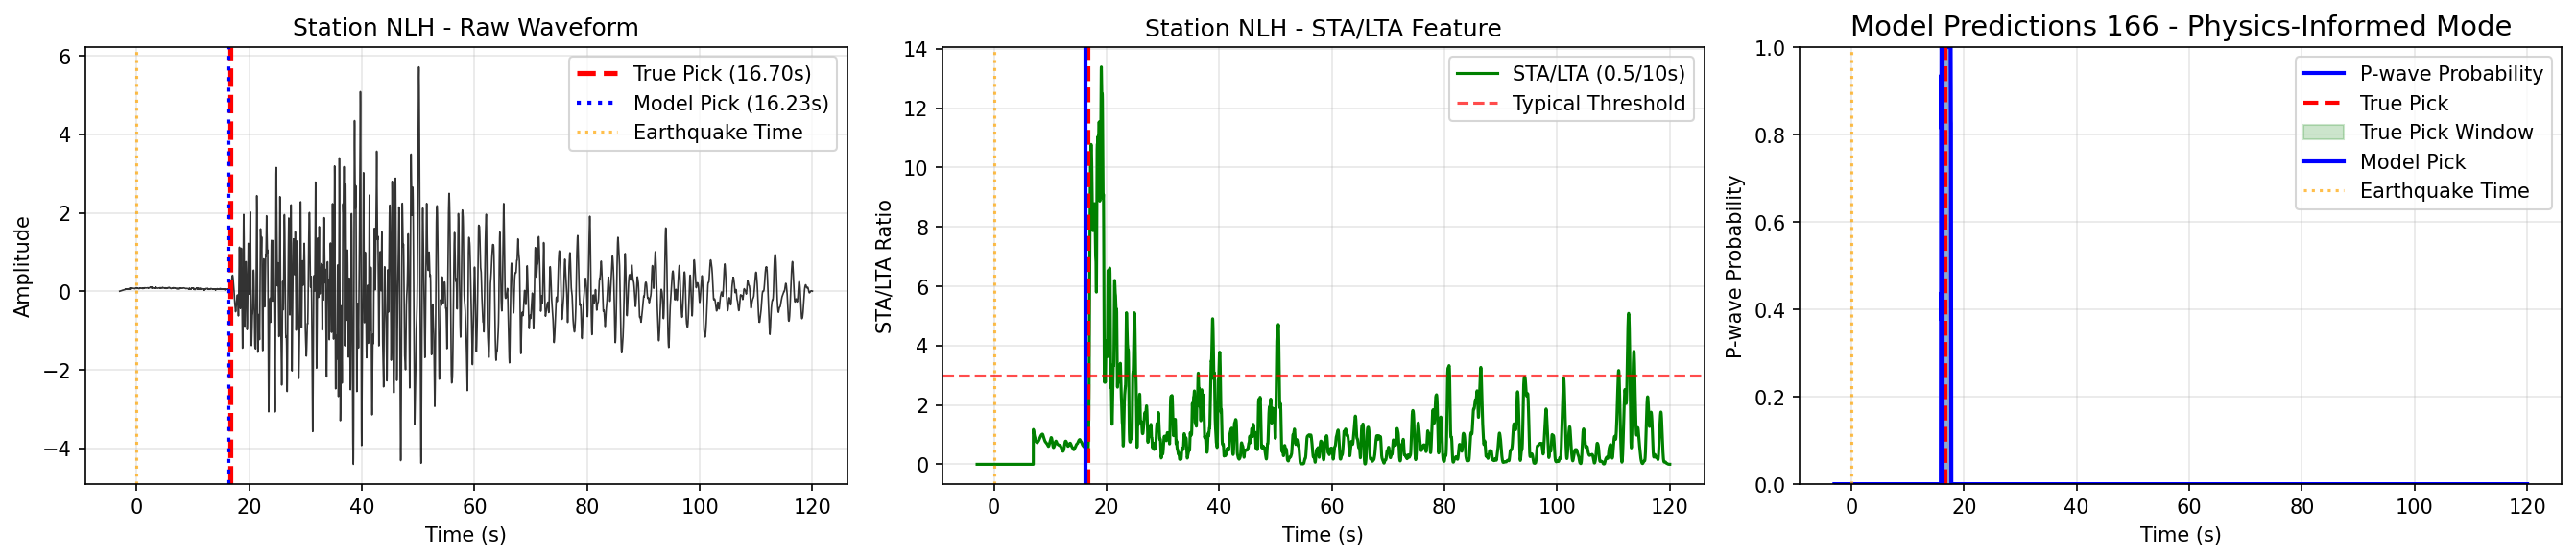 Station NLH - Raw Waveform
Amplitude
6
4
2
0
−2
−4
True Pick (16.70s)
Model Pick (16.23s)
Earthquake Time
0 20 40 60 80 100 120
Time (s)
Station NLH - STA/LTA Feature
STA/LTA Ratio
14
12
10
8
6
4
2
0
STA/LTA (0.5/10s)
Typical Threshold
0 20 40 60 80 100 120
Time (s)
Model Predictions 166 - Physics-Informed Mode
P-wave Probability
1.0
0.8
0.6
0.4
0.2
0.0
P-wave Probability
True Pick
True Pick Window
Model Pick
Earthquake Time
0 20 40 60 80 100 120
Time (s)